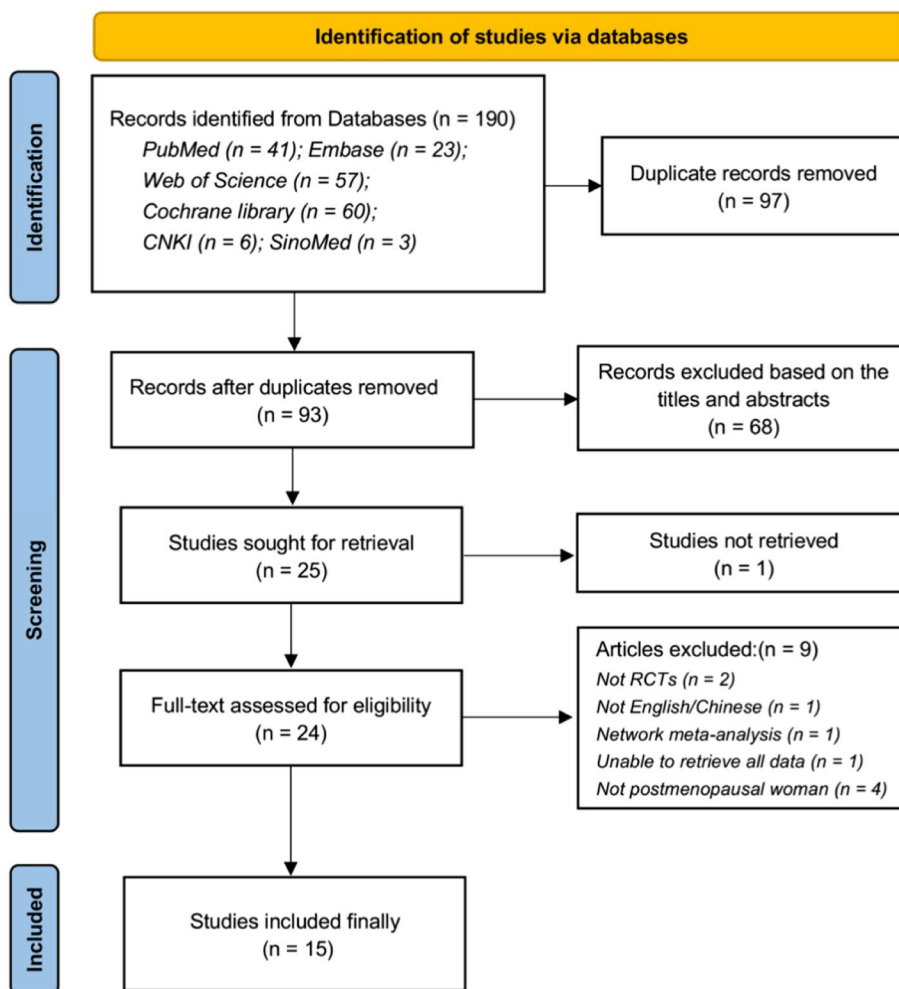 Identification of studies via databases
Identification
Records identified from Databases (n = 190)
PubMed (n = 41); Embase (n = 23);
Web of Science (n = 57);
Cochrane library (n = 60);
CNKI (n = 6); SinoMed (n = 3)
Duplicate records removed
(n = 97)
Screening
Records after duplicates removed
(n = 93)
Records excluded based on the
titles and abstracts
(n = 68)
Studies sought for retrieval
(n = 25)
Studies not retrieved
(n = 1)
Full-text assessed for eligibility
(n = 24)
Articles excluded:(n = 9)
Not RCTs (n = 2)
Not English/Chinese (n = 1)
Network meta-analysis (n = 1)
Unable to retrieve all data (n = 1)
Not postmenopausal woman (n = 4)
Included
Studies included finally
(n = 15)